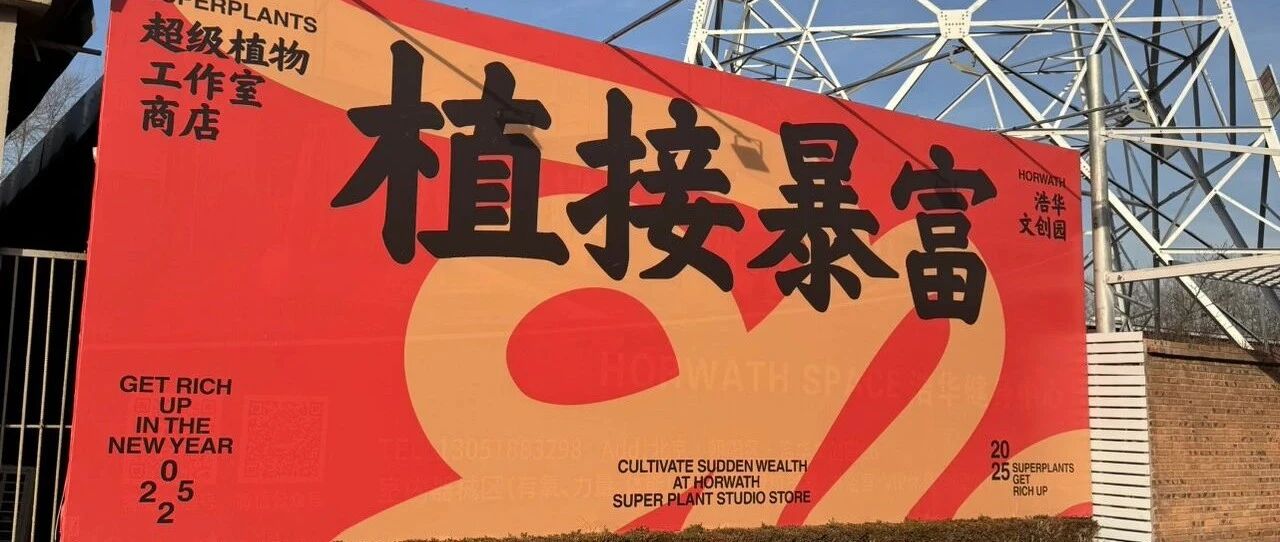 SUPERPLANTS
超级植物
工作室
商店
植接暴富
HORWATH
浩华
文创园
GET RICH
UP
IN THE
NEW YEAR
0
2 5
2
CULTIVATE SUDDEN WEALTH
AT HORWATH
SUPER PLANT STUDIO STORE
20
25 SUPERPLANTS
GET
RICH UP
HORWATH SPACE